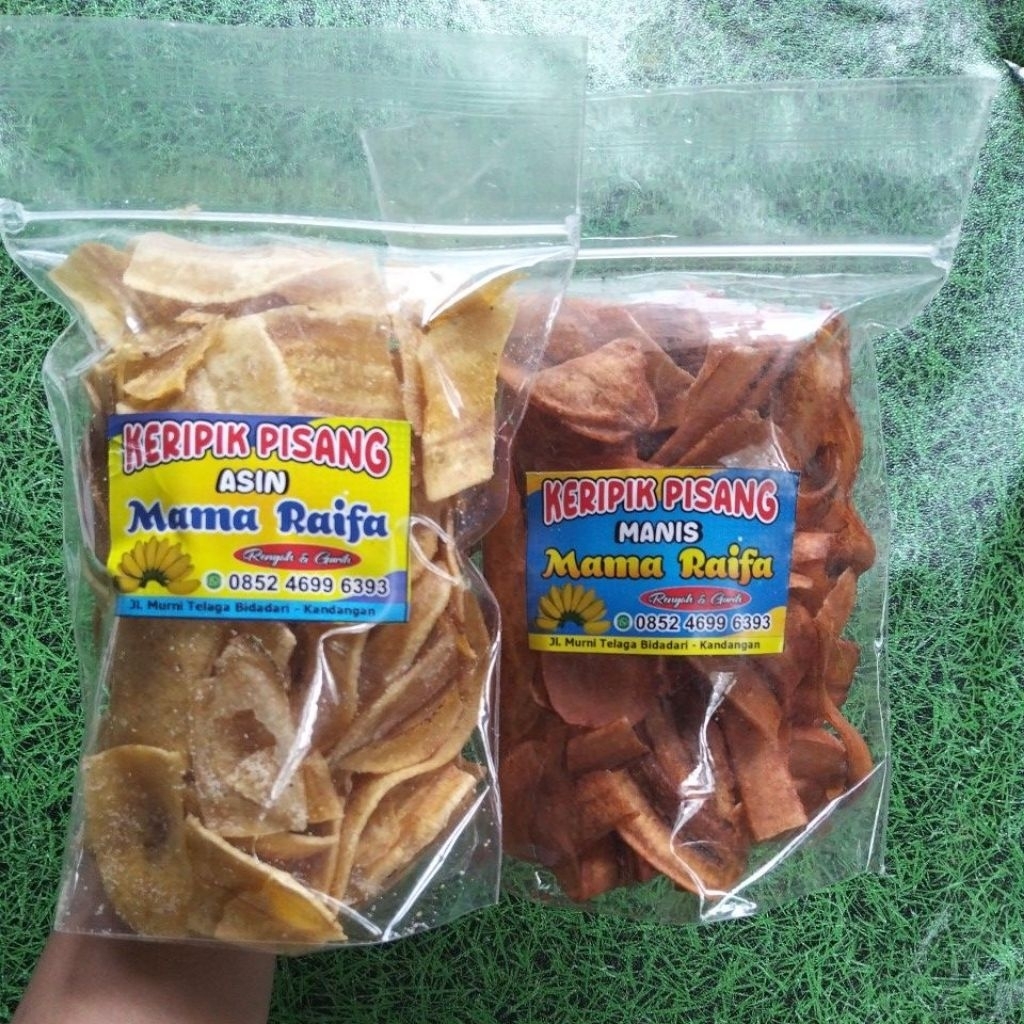 KERIPIK PISANG
ASIN
Mama Raifa
Renyah & Gurih
0852 4699 6393
Jl. Murni Telaga Bidadari - Kandangan
KERIPIK PISANG
MANIS
Mama Raifa
Renyah & Gurih
0852 4699 6393
Jl. Murni Telaga Bidadari - Kandangan